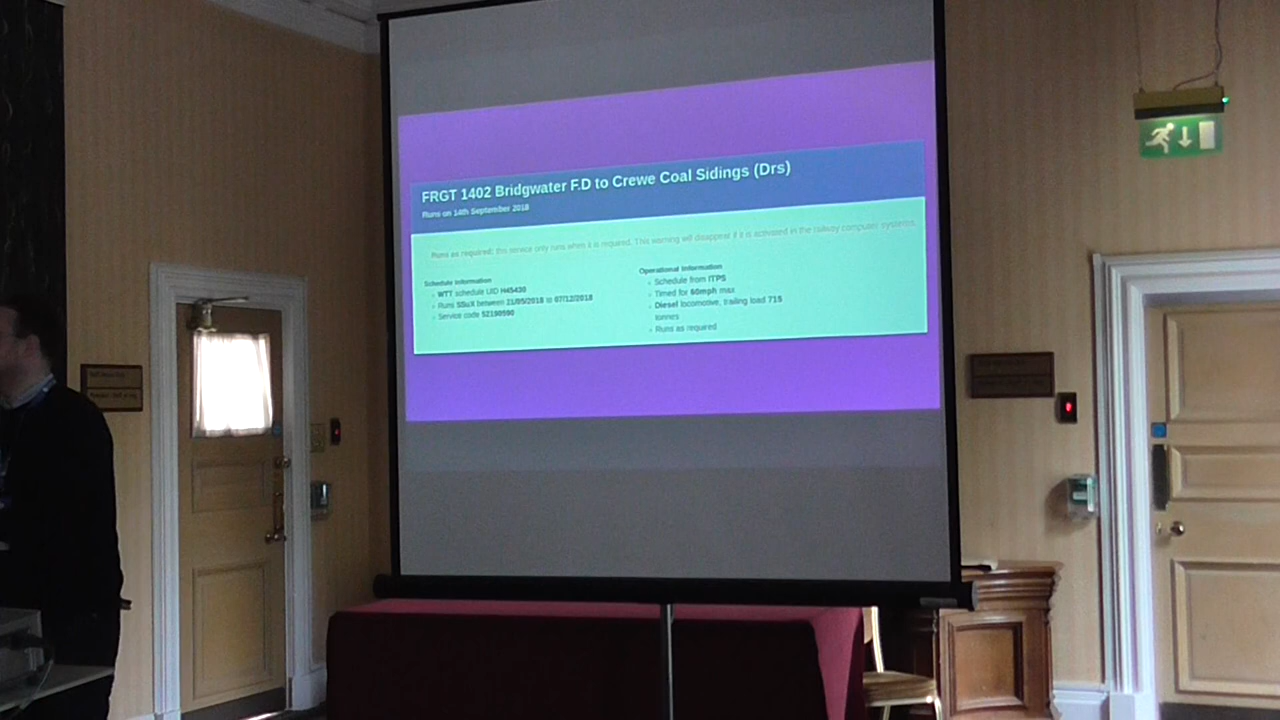 FRGT 1402 Bridgwater F.D to Crewe Coal Sidings (Drs)
Runs on 14th September 2018
Runs as required: this service only runs when it is required. This warning will disappear if it is activated in the railway computer systems.
Schedule Information
WTT schedule UID H45430
Runs SSuX between 21/05/2018 to 07/12/2018
Service code 52190590
Operational Information
Schedule from ITPS
Timed for 60mph max
Diesel locomotive, trailing load 715
tonnes
Runs as required